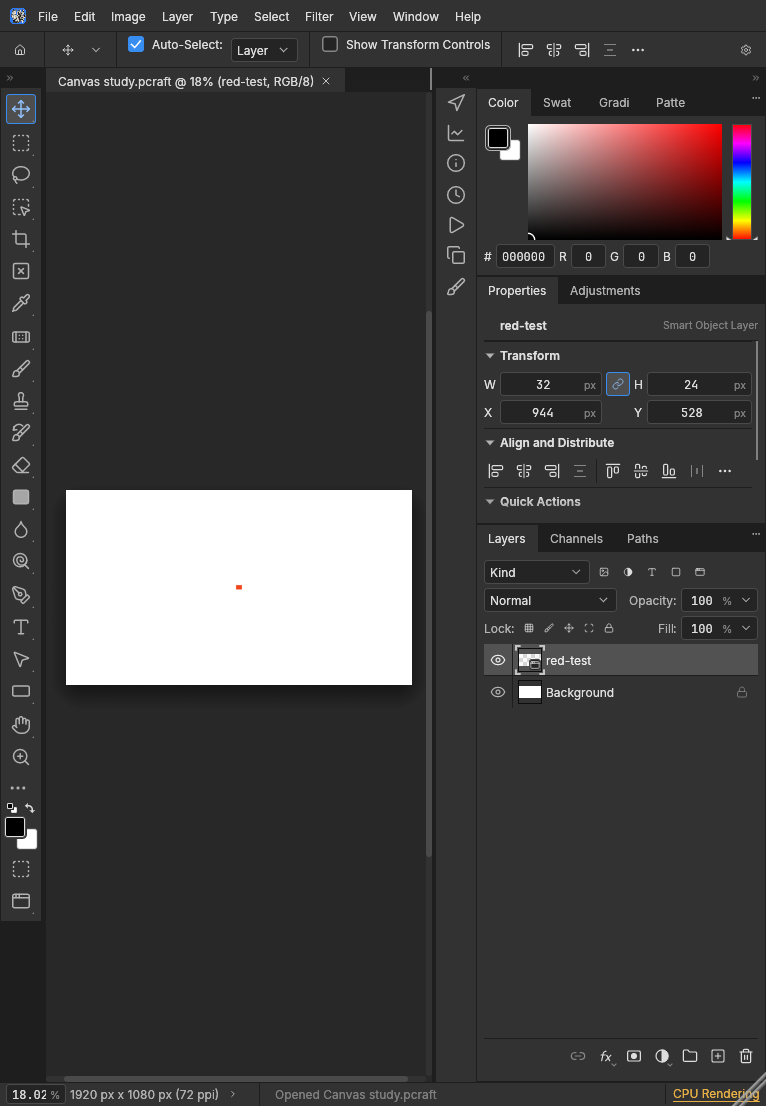 File Edit Image Layer Type Select Filter View Window Help
Auto-Select: Layer Show Transform Controls
Canvas study.pcraft @ 18% (red-test, RGB/8)
Color Swat Gradi Patte
# 000000 R 0 G 0 B 0
Properties Adjustments
red-test Smart Object Layer
Transform
W 32 px H 24 px
X 944 px Y 528 px
Align and Distribute
Quick Actions
Layers Channels Paths
Kind
Normal Opacity: 100 %
Lock: Fill: 100 %
red-test
Background
18.02 % 1920 px x 1080 px (72 ppi) Opened Canvas study.pcraft CPU Rendering